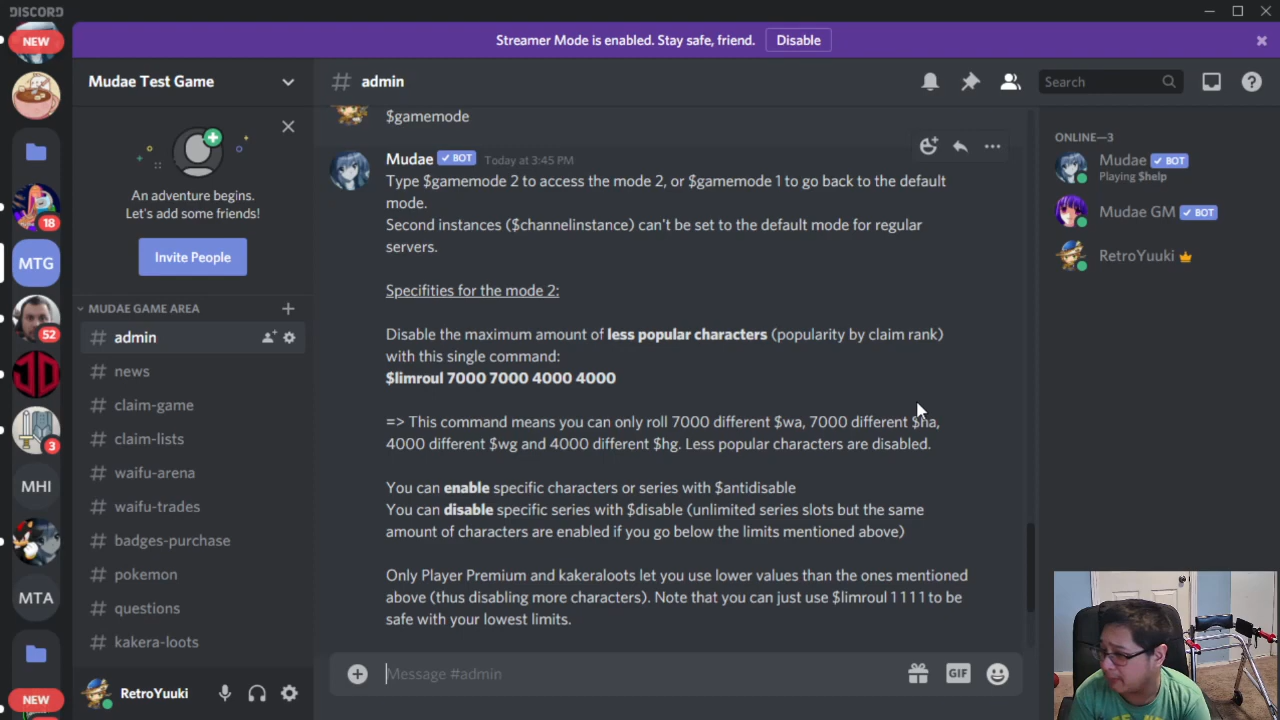 DISCORD
Streamer Mode is enabled. Stay safe, friend.
Disable
NEW
18
MTG
52
3
MHI
MTA
NEW
Mudae Test Game
An adventure begins.
Let's add some friends!
Invite People
MUDAE GAME AREA
# admin
# news
# claim-game
# claim-lists
# waifu-arena
# waifu-trades
# badges-purchase
# pokemon
# questions
# kakera-loots
RetroYuuki
# admin
Search
$gamemode
Mudae ✓ BOT Today at 3:45 PM
Type $gamemode 2 to access the mode 2, or $gamemode 1 to go back to the default
mode.
Second instances ($channelinstance) can't be set to the default mode for regular
servers.
Specifities for the mode 2:
Disable the maximum amount of less popular characters (popularity by claim rank)
with this single command:
$limroul 7000 7000 4000 4000
=> This command means you can only roll 7000 different $wa, 7000 different $ha,
4000 different $wg and 4000 different $hg. Less popular characters are disabled.
You can enable specific characters or series with $antidisable
You can disable specific series with $disable (unlimited series slots but the same
amount of characters are enabled if you go below the limits mentioned above)
Only Player Premium and kakeraloots let you use lower values than the ones mentioned
above (thus disabling more characters). Note that you can just use $limroul 1 1 1 1 to be
safe with your lowest limits.
Message #admin
GIF
ONLINE—3
Mudae ✓ BOT
Playing $help
Mudae GM ✓ BOT
RetroYuuki